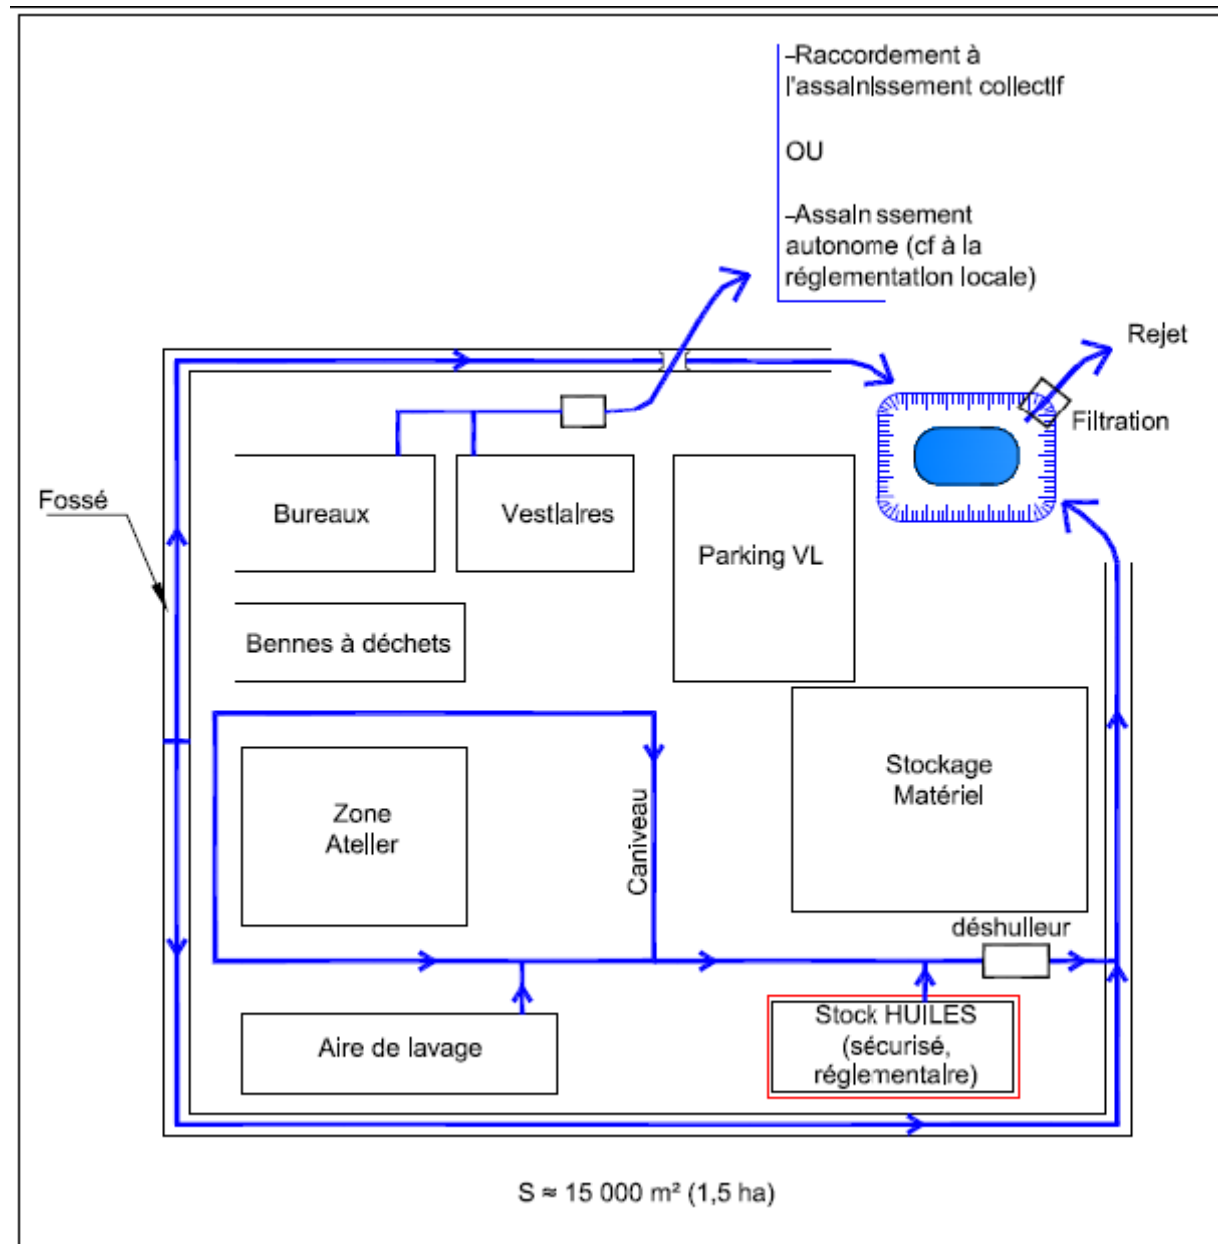 -Raccordement à
l'assainissement collectif
OU
-Assainissement
autonome (cf à la
réglementation locale)
Rejet
Filtration
Fossé
Bureaux
Vestiaires
Parking VL
Bennes à déchets
Stockage
Matériel
Zone
Atelier
Caniveau
déshuileur
Aire de lavage
Stock HUILES
(sécurisé,
réglementaire)
S ≈ 15 000 m² (1,5 ha)